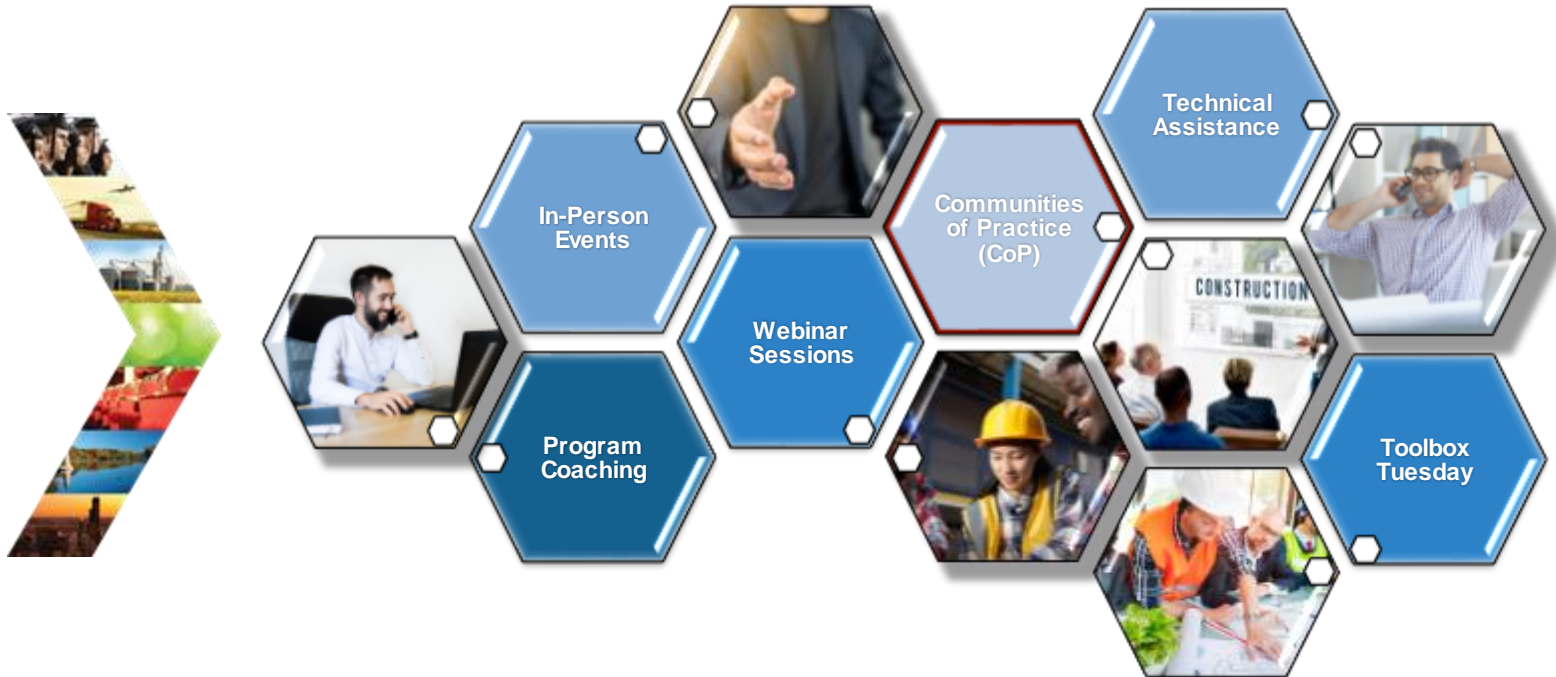 In-Person
Events
Program
Coaching
Webinar
Sessions
Communities
of Practice
(CoP)
Technical
Assistance
CONSTRUCTION
Toolbox
Tuesday